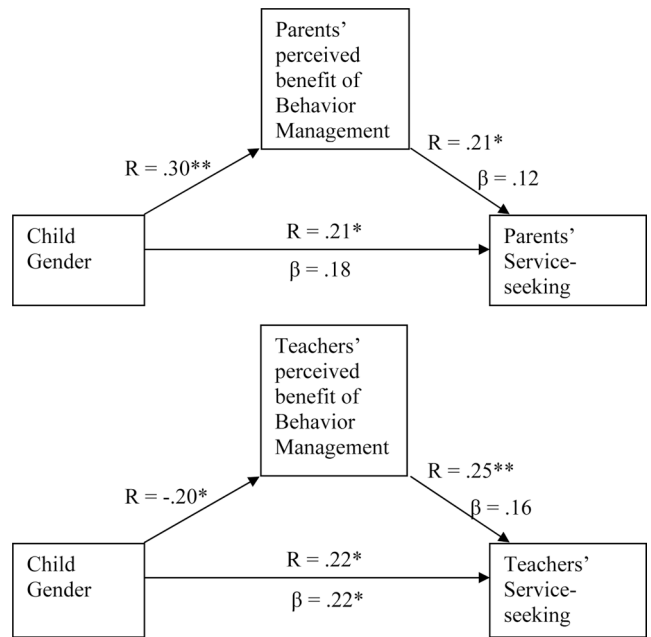 Parents’
perceived
benefit of
Behavior
Management
R = .30**
R = .21*
β = .12
Child
Gender
R = .21*
β = .18
Parents’
Service-
seeking
Teachers’
perceived
benefit of
Behavior
Management
R = -.20*
R = .25**
β = .16
Child
Gender
R = .22*
β = .22*
Teachers’
Service-
seeking